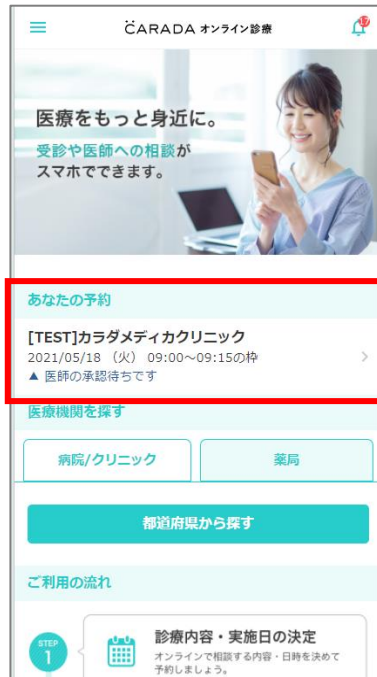 CARADA オンライン診療
17
医療をもっと身近に。
受診や医師への相談が
スマホでできます。
あなたの予約
[TEST]カラダメディカクリニック
2021/05/18 （火） 09:00～09:15の枠
▲ 医師の承認待ちです
医療機関を探す
病院/クリニック
薬局
都道府県から探す
ご利用の流れ
STEP
1
診療内容・実施日の決定
オンラインで相談する内容・日時を決めて
予約しましょう。